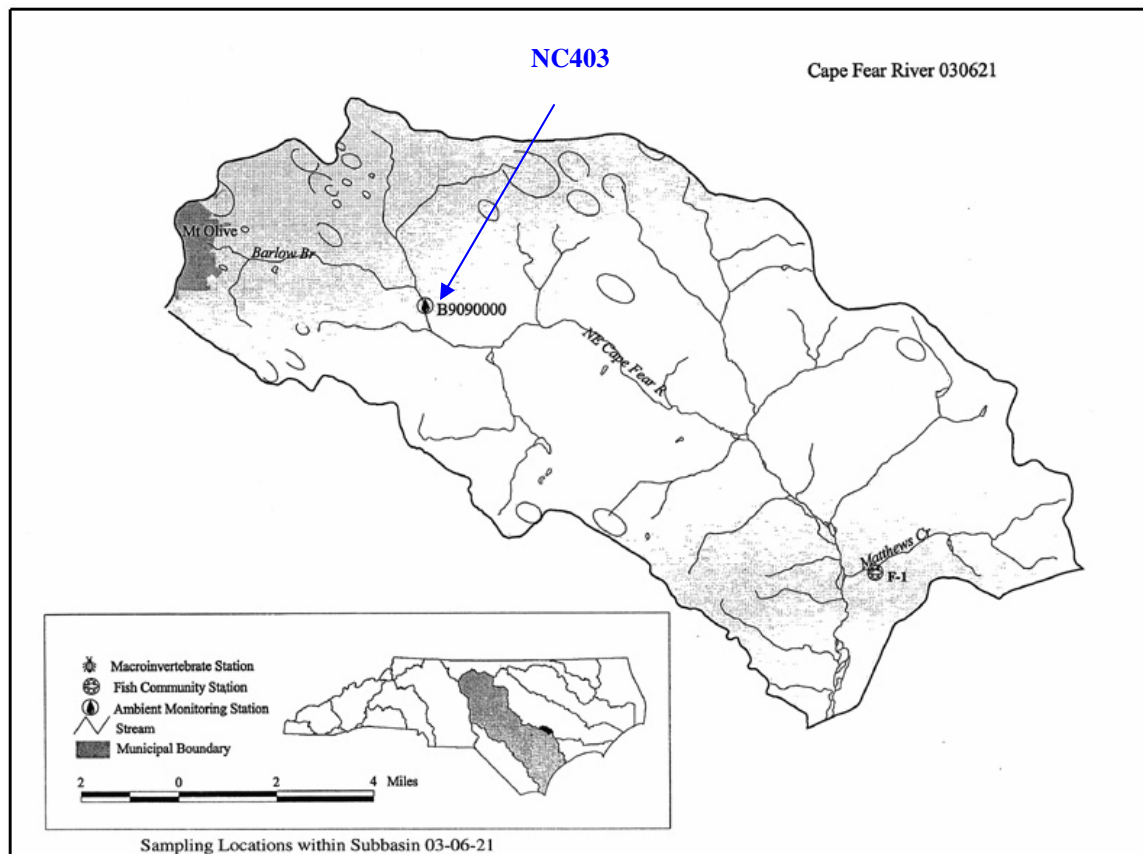 NC403
Cape Fear River 030621
Mt Olive
Barlow Br
B9090000
NE Cape Fear R
Matthews Cr
F-1
Macroinvertebrate Station
Fish Community Station
Ambient Monitoring Station
Stream
Municipal Boundary
2 0 2 4 Miles
Sampling Locations within Subbasin 03-06-21